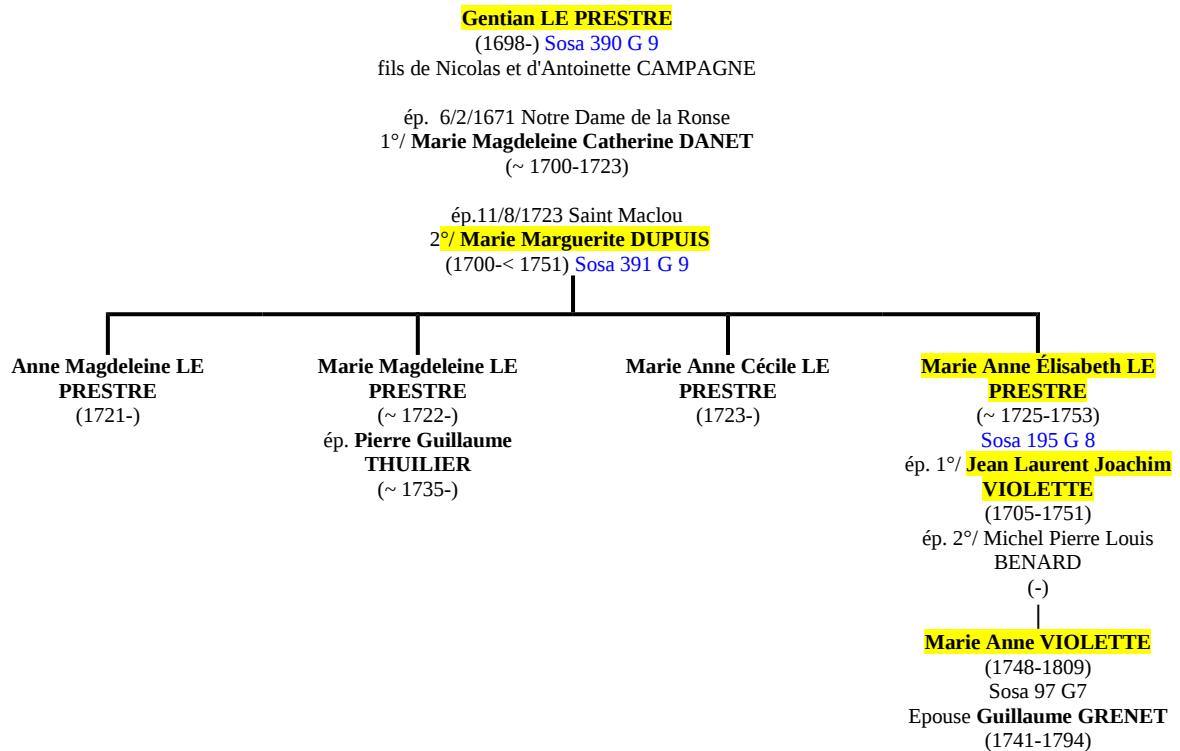 Gentian LE PRESTRE
(1698-) Sosa 390 G 9
fils de Nicolas et d'Antoinette CAMPAGNE
ép. 6/2/1671 Notre Dame de la Ronse
1°/ Marie Magdeleine Catherine DANET
(~ 1700-1723)
ép.11/8/1723 Saint Maclou
2°/ Marie Marguerite DUPUIS
(1700-< 1751) Sosa 391 G 9
Anne Magdeleine LE
PRESTRE
(1721-)
Marie Magdeleine LE
PRESTRE
(~ 1722-)
ép. Pierre Guillaume
THUILIER
(~ 1735-)
Marie Anne Cécile LE
PRESTRE
(1723-)
Marie Anne Élisabeth LE
PRESTRE
(~ 1725-1753)
Sosa 195 G 8
ép. 1°/ Jean Laurent Joachim
VIOLETTE
(1705-1751)
ép. 2°/ Michel Pierre Louis
BENARD
(-)
Marie Anne VIOLETTE
(1748-1809)
Sosa 97 G7
Epouse Guillaume GRENET
(1741-1794)